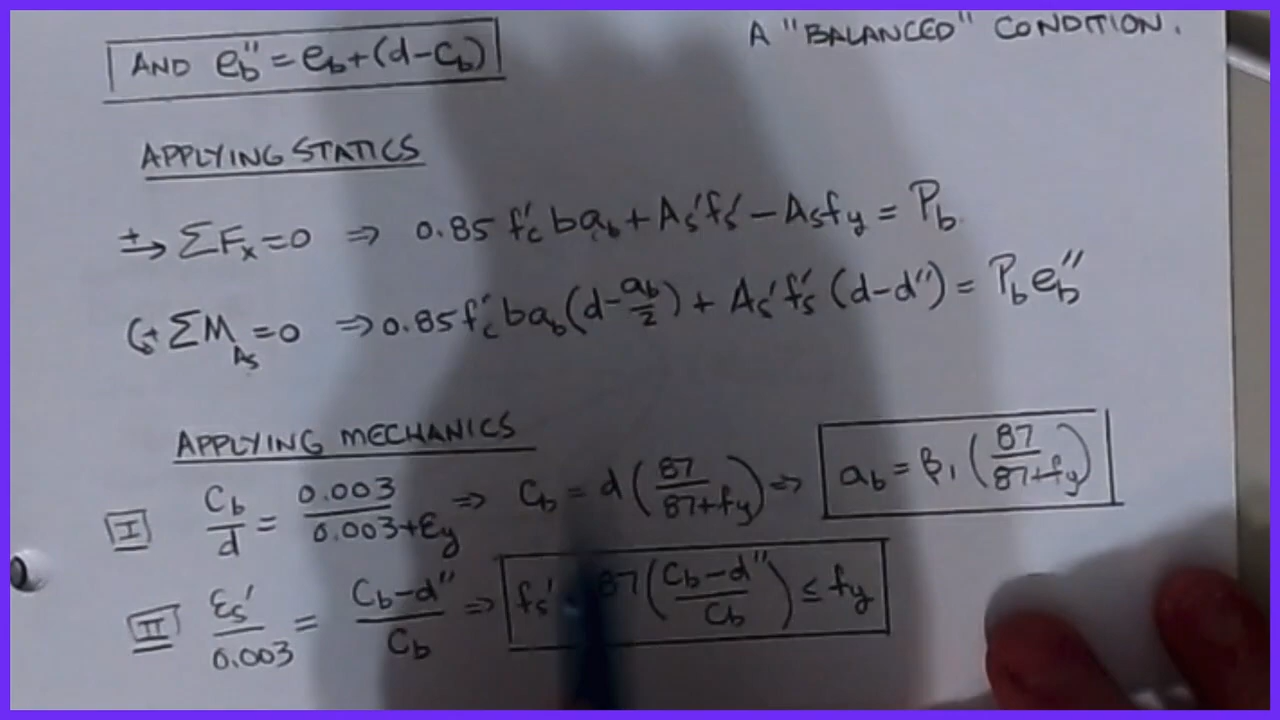 A "BALANCED" CONDITION.
AND e_b'' = e_b + (d - c_b)
APPLYING STATICS
±→ ΣF_x = 0 ⇒ 0.85 f_c' b a_b + A_s' f_s' - A_s f_y = P_b.
↺+ ΣM_As = 0 ⇒ 0.85 f_c' b a_b (d - a_b/2) + A_s' f_s' (d - d'') = P_b e_b''
APPLYING MECHANICS
I c_b/d = 0.003/(0.003 + ε_y) ⇒ c_b = d (87/(87 + f_y)) ⇒ a_b = β_1 (87/(87 + f_y))
II ε_s'/0.003 = (c_b - d'')/c_b ⇒ f_s' 87 ((c_b - d'')/c_b) ≤ f_y